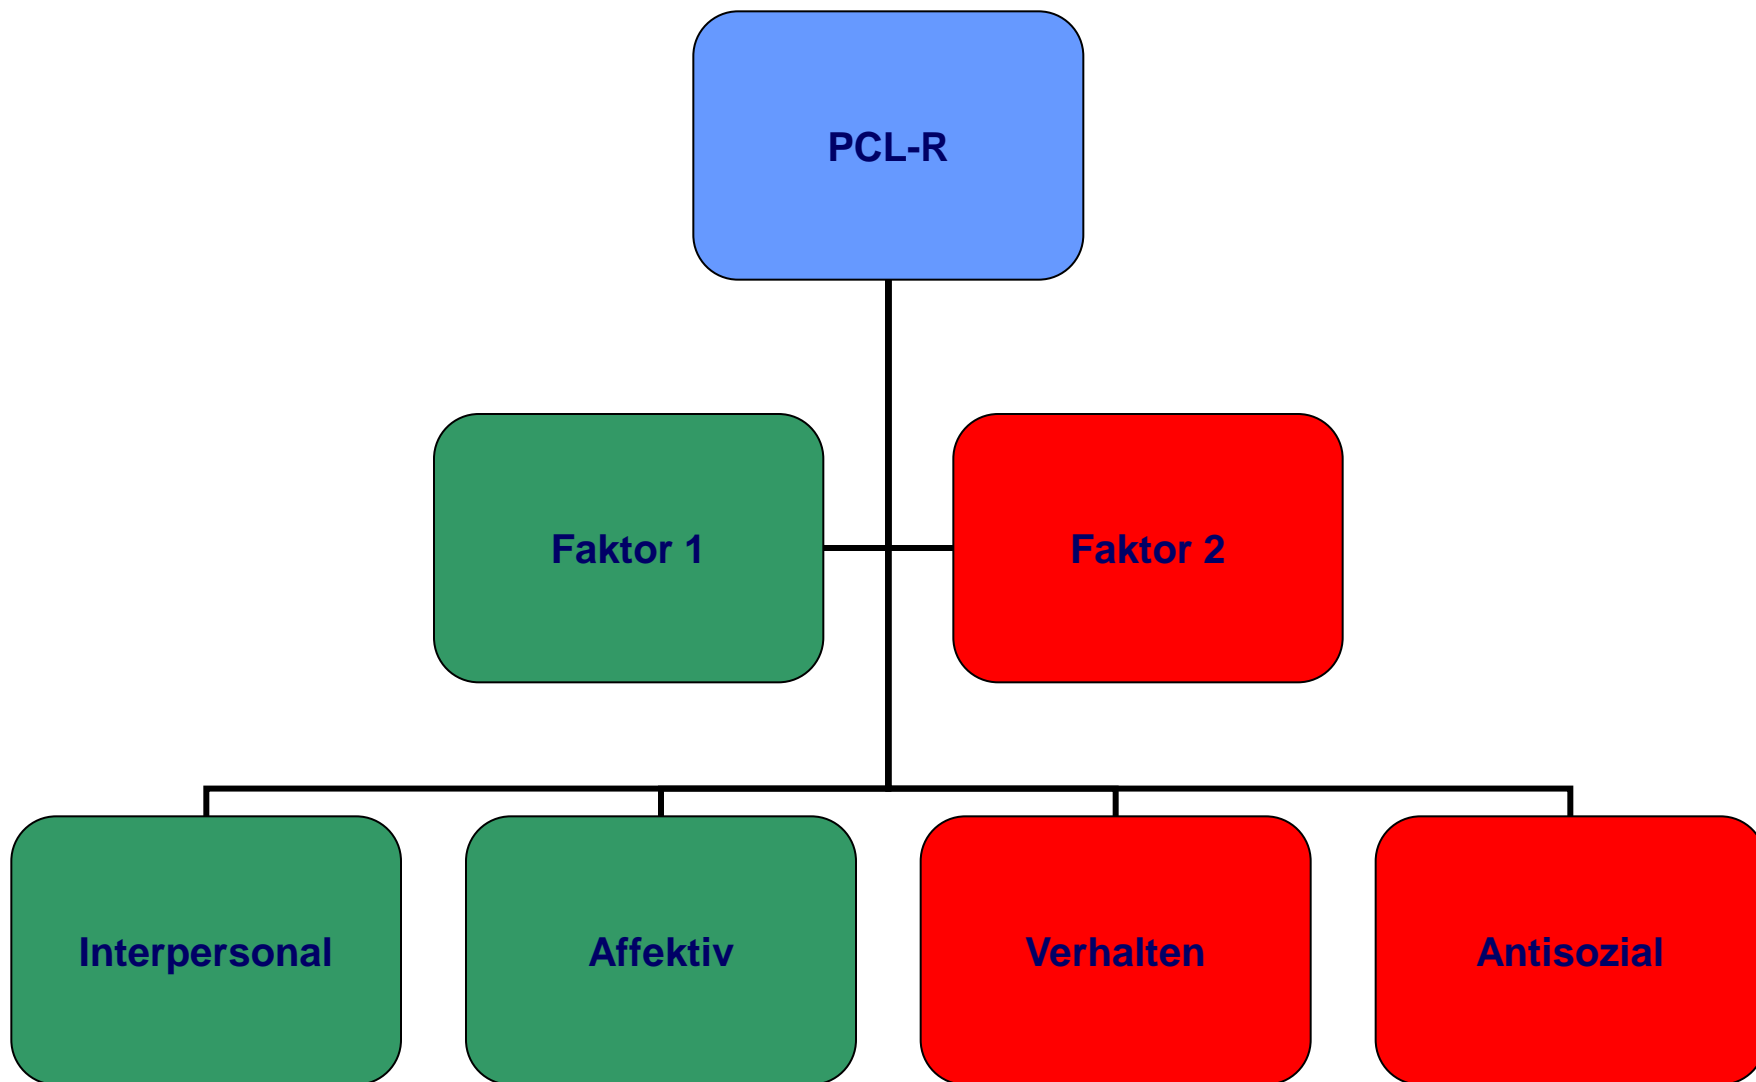 PCL-R
Faktor 1
Faktor 2
Interpersonal
Affektiv
Verhalten
Antisozial